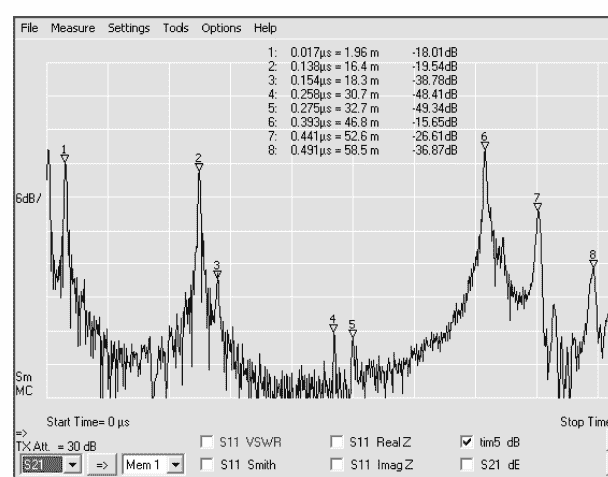 File Measure Settings Tools Options Help
1: 0.017µs = 1.96 m -18.01dB
2: 0.138µs = 16.4 m -19.54dB
3: 0.154µs = 18.3 m -38.78dB
4: 0.258µs = 30.7 m -48.41dB
5: 0.275µs = 32.7 m -49.34dB
6: 0.393µs = 46.8 m -15.65dB
7: 0.441µs = 52.6 m -26.61dB
8: 0.491µs = 58.5 m -36.87dB
1
2
3
4
5
6
7
8
6dB/
Sm
MC
Start Time= 0 µs Stop Time
=>
TX Att. = 30 dB
S11 VSWR S11 Real Z tim5 dB
S21 => Mem 1 S11 Smith S11 Imag Z S21 dE